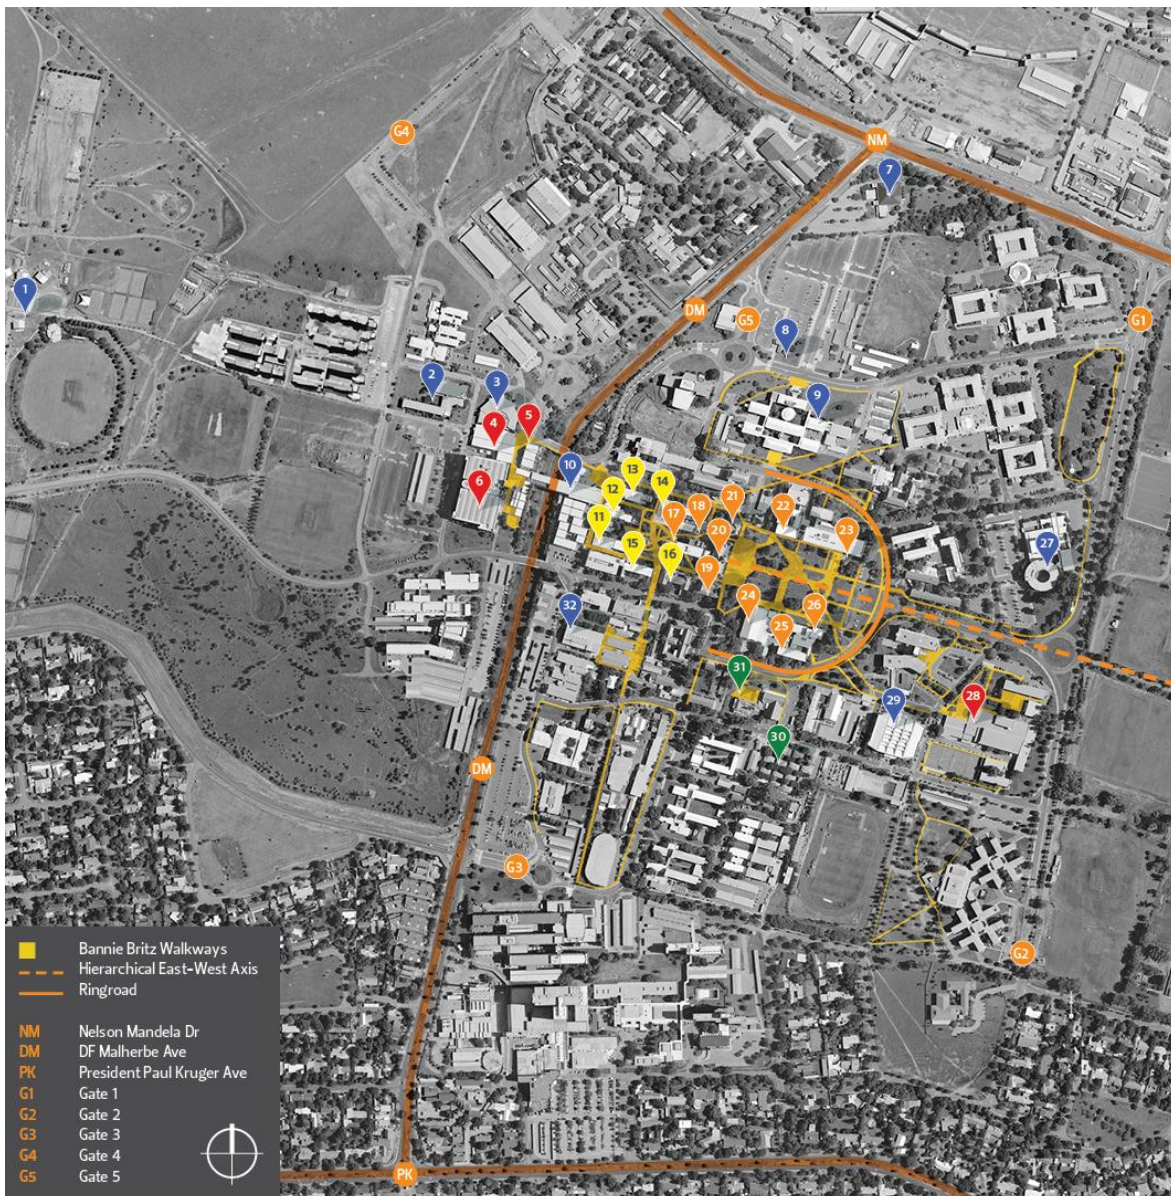 G4
NM
7
1
DM
G5
G1
8
2
3
9
4
5
10
13
6
12
14
21
11
17
18
22
20
23
15
16
27
19
24
26
32
25
31
29
28
30
DM
G3
G2
PK
Bannie Britz Walkways
Hierarchical East-West Axis
Ringroad
NM Nelson Mandela Dr
DM DF Malherbe Ave
PK President Paul Kruger Ave
G1 Gate 1
G2 Gate 2
G3 Gate 3
G4 Gate 4
G5 Gate 5